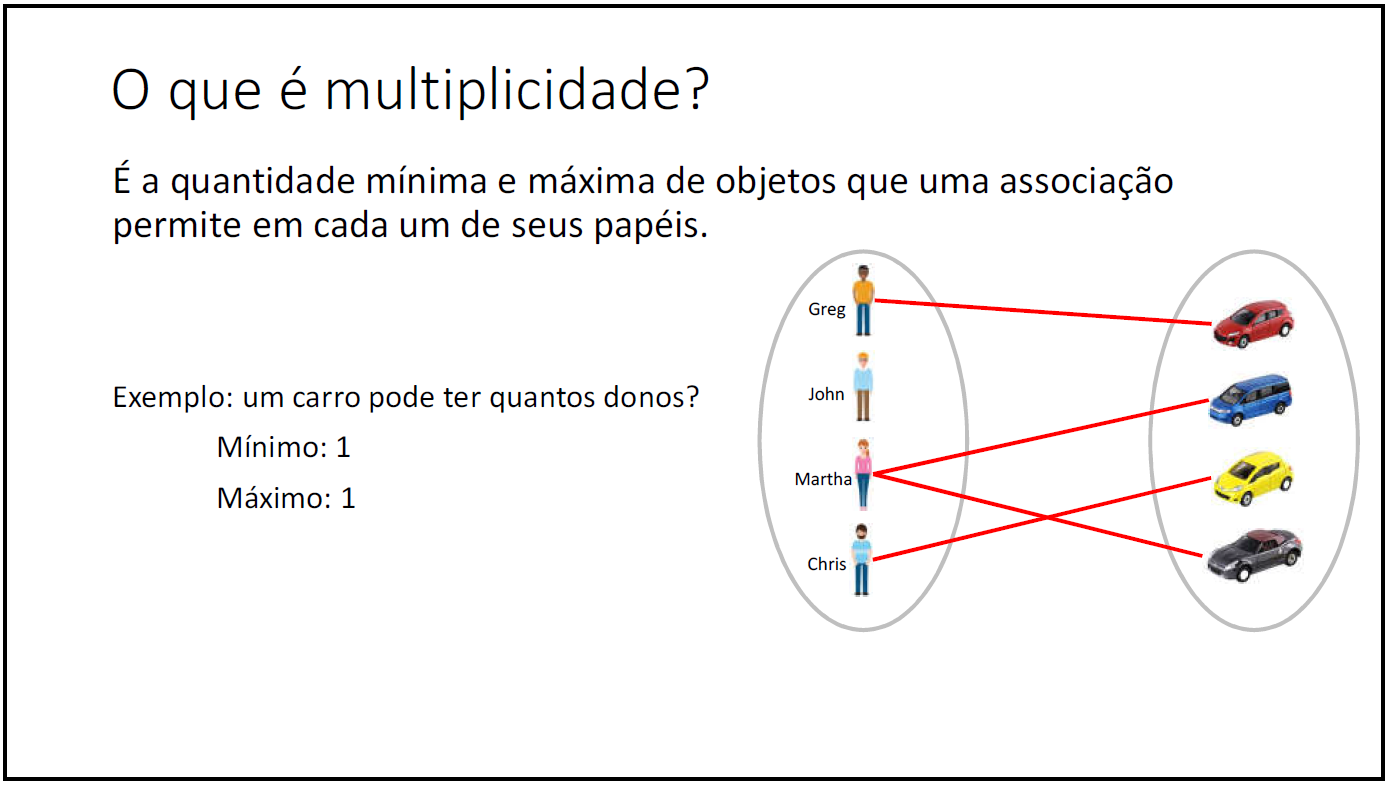 O que é multiplicidade?
É a quantidade mínima e máxima de objetos que uma associação
permite em cada um de seus papéis.
Exemplo: um carro pode ter quantos donos?
Mínimo: 1
Máximo: 1
Greg
John
Martha
Chris